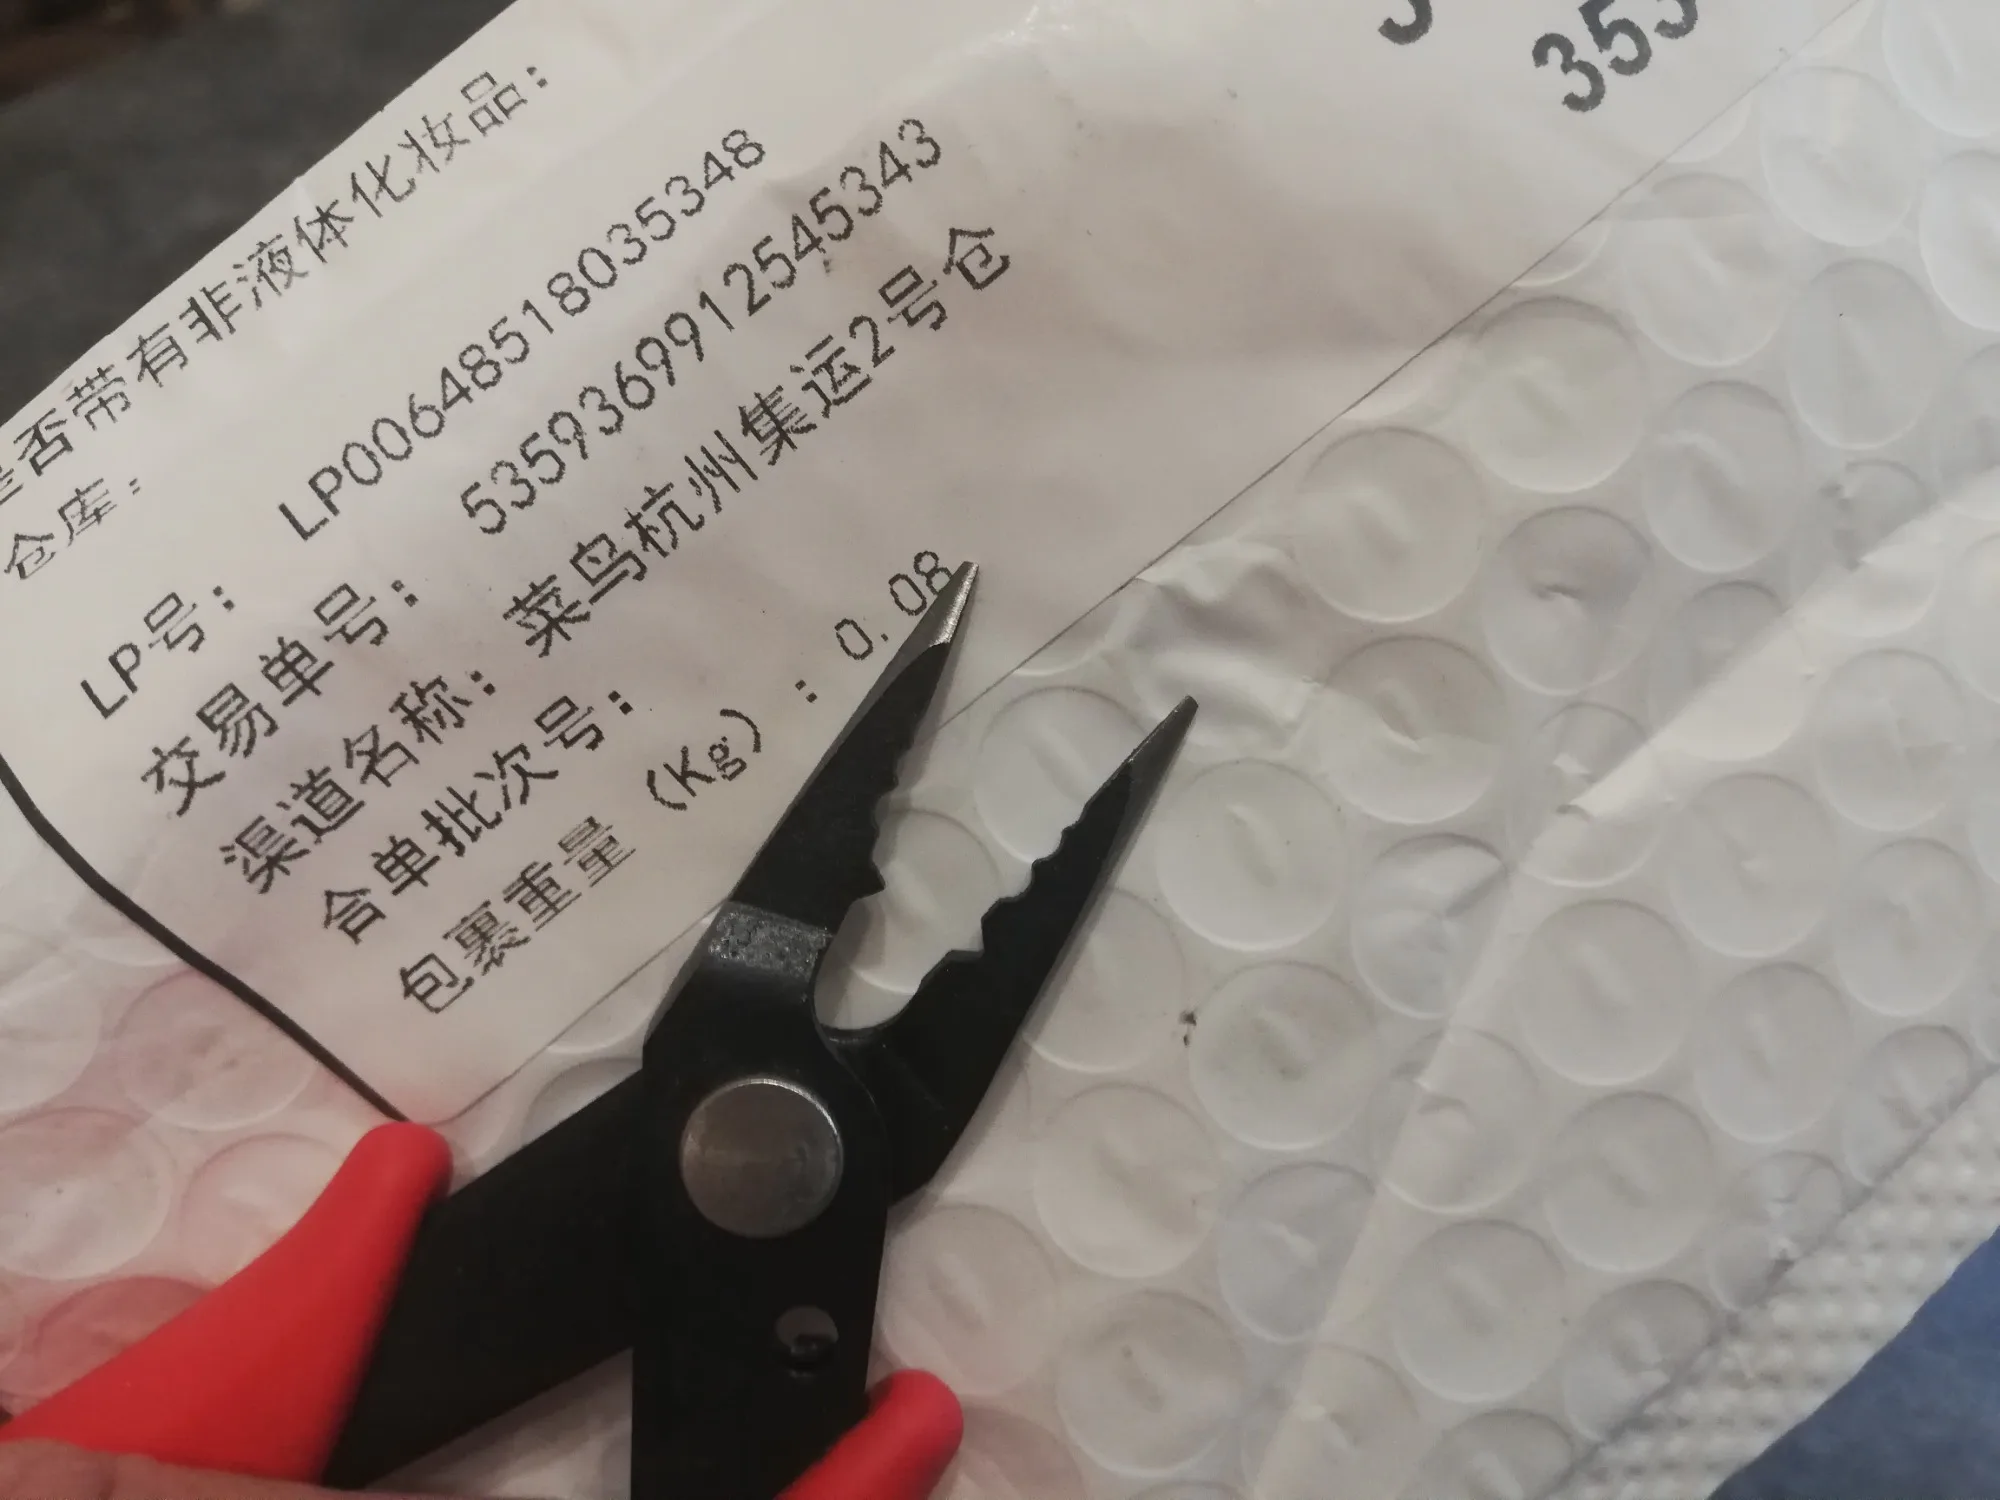 353
是否带有非液体化妆品:
仓库:
LP号: LP00648518035348
交易单号: 5359369912545343
渠道名称: 菜鸟杭州集运2号仓
合单批次号:
包裹重量 (Kg) : 0.08